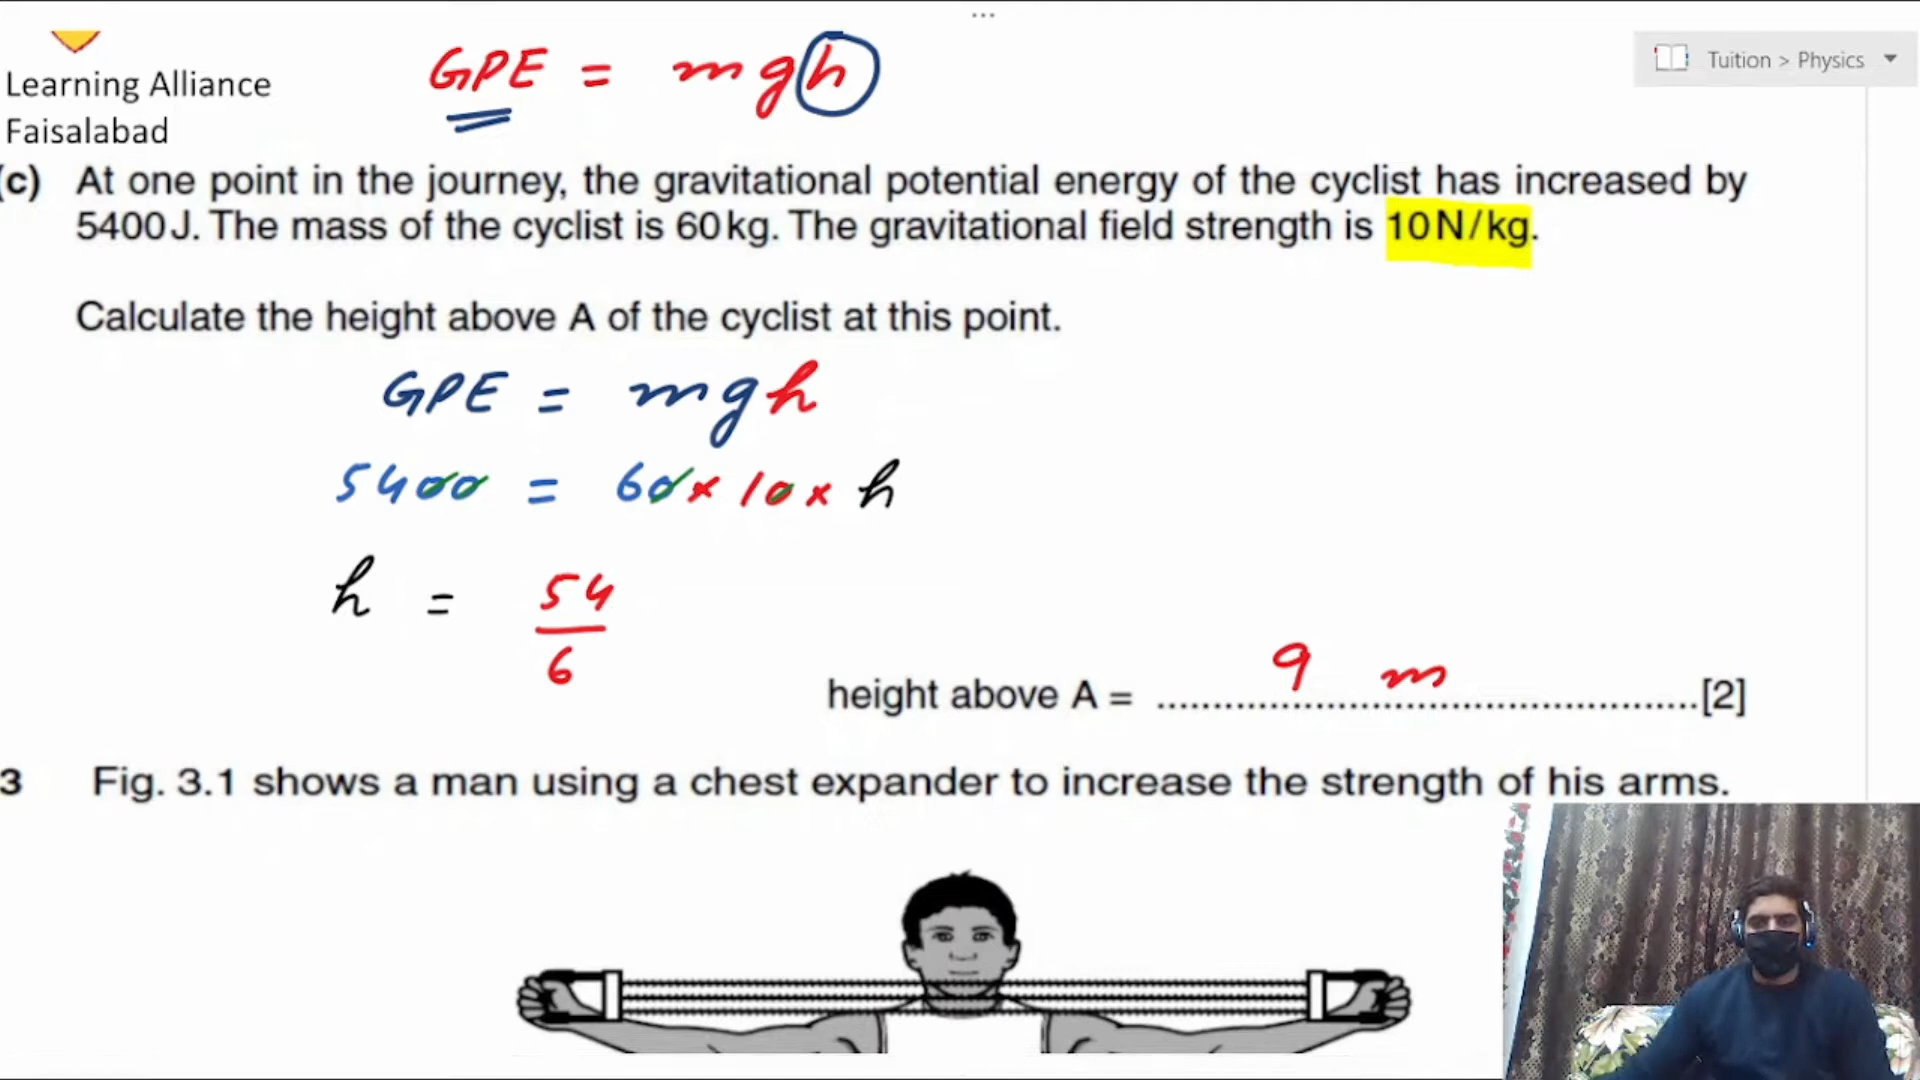 ...
GPE = mgh
Tuition > Physics
Learning Alliance
Faisalabad
(c) At one point in the journey, the gravitational potential energy of the cyclist has increased by
5400 J. The mass of the cyclist is 60 kg. The gravitational field strength is 10 N/kg.
Calculate the height above A of the cyclist at this point.
GPE = mgh
5400 = 60 × 10 × h
h = 54
6
height above A = 9 m [2]
3 Fig. 3.1 shows a man using a chest expander to increase the strength of his arms.